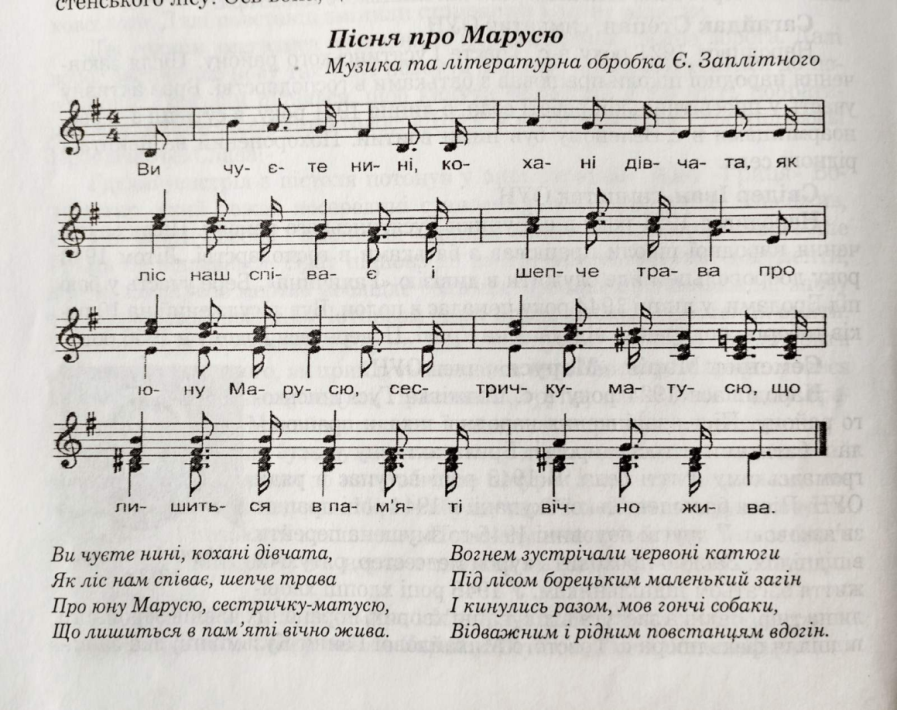 стенського лісу. Ось вони,
Пісня про Марусю
Музика та літературна обробка Є. Заплітного
4
4
Ви чу- є- те ни- ні, ко- ха- ні дів- ча- та, як
ліс наш спі- ва- є і шеп- че тра- ва про
ю- ну Ма- ру- сю, сес- трич- ку- ма- ту- сю, що
ли- шить- ся в па- м'я- ті віч- но жи- ва.
Ви чуєте нині, кохані дівчата,
Як ліс нам співає, шепче трава
Про юну Марусю, сестричку-матусю,
Що лишиться в пам'яті вічно жива.
Вогнем зустрічали червоні катюги
Під лісом борецьким маленький загін
І кинулись разом, мов гончі собаки,
Відважним і рідним повстанцям вдогін.